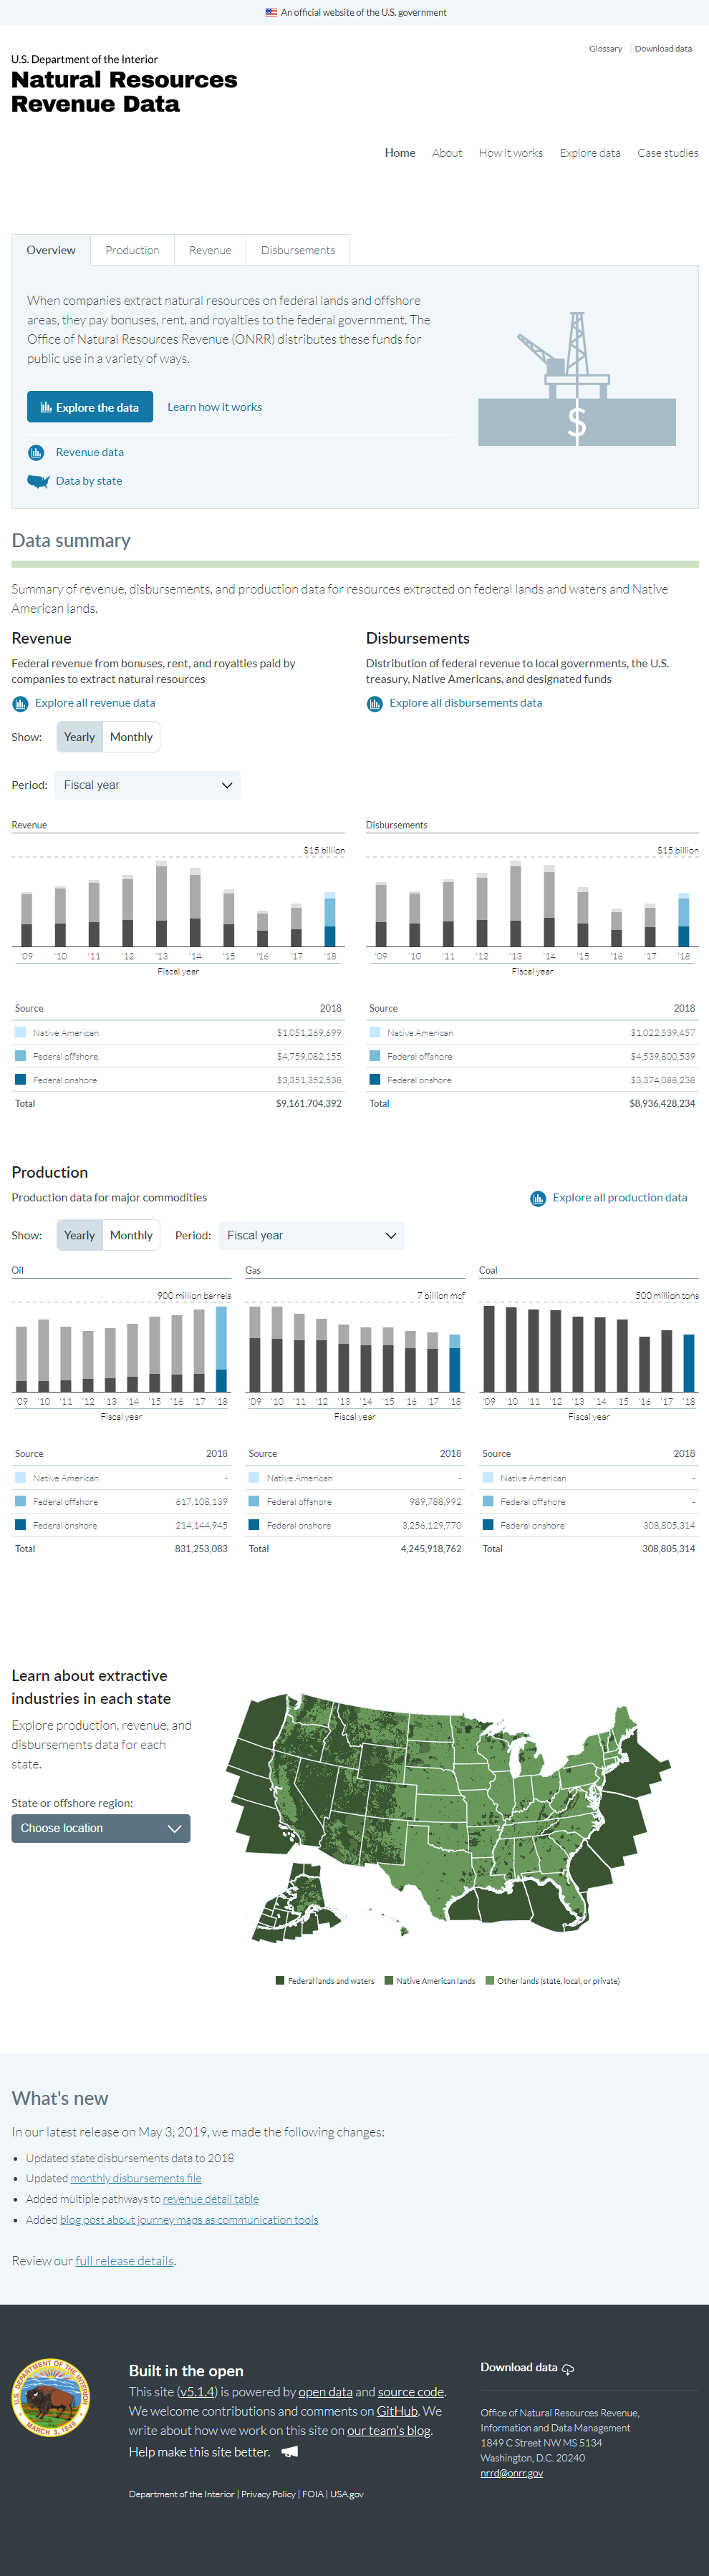 An official website of the U.S. government
Glossary | Download data
U.S. Department of the Interior
Natural Resources
Revenue Data
Home About How it works Explore data Case studies
Overview Production Revenue Disbursements
When companies extract natural resources on federal lands and offshore
areas, they pay bonuses, rent, and royalties to the federal government. The
Office of Natural Resources Revenue (ONRR) distributes these funds for
public use in a variety of ways.
$
Explore the data Learn how it works
Revenue data
Data by state
Data summary
Summary of revenue, disbursements, and production data for resources extracted on federal lands and waters and Native
American lands.
Revenue
Federal revenue from bonuses, rent, and royalties paid by
companies to extract natural resources
Explore all revenue data
Show: Yearly Monthly
Period: Fiscal year
Disbursements
Distribution of federal revenue to local governments, the U.S.
treasury, Native Americans, and designated funds
Explore all disbursements data
Revenue
$15 billion
'09 '10 '11 '12 '13 '14 '15 '16 '17 '18
Fiscal year
Source 2018
Native American $1,051,269,699
Federal offshore $4,759,082,155
Federal onshore $3,351,352,538
Total $9,161,704,392
Disbursements
$15 billion
'09 '10 '11 '12 '13 '14 '15 '16 '17 '18
Fiscal year
Source 2018
Native American $1,022,539,457
Federal offshore $4,539,800,539
Federal onshore $3,374,088,238
Total $8,936,428,234
Production
Production data for major commodities
Explore all production data
Show: Yearly Monthly Period: Fiscal year
Oil
900 million barrels
'09 '10 '11 '12 '13 '14 '15 '16 '17 '18
Fiscal year
Source 2018
Native American -
Federal offshore 617,108,139
Federal onshore 214,144,945
Total 831,253,083
Gas
7 billion mcf
'09 '10 '11 '12 '13 '14 '15 '16 '17 '18
Fiscal year
Source 2018
Native American -
Federal offshore 989,788,992
Federal onshore 3,256,129,770
Total 4,245,918,762
Coal
500 million tons
'09 '10 '11 '12 '13 '14 '15 '16 '17 '18
Fiscal year
Source 2018
Native American -
Federal offshore -
Federal onshore 308,805,314
Total 308,805,314
Learn about extractive
industries in each state
Explore production, revenue, and
disbursements data for each
state.
State or offshore region:
Choose location
Federal lands and waters Native American lands Other lands (state, local, or private)
What's new
In our latest release on May 3, 2019, we made the following changes:
• Updated state disbursements data to 2018
• Updated monthly disbursements file
• Added multiple pathways to revenue detail table
• Added blog post about journey maps as communication tools
Review our full release details.
U.S. DEPARTMENT OF THE INTERIOR
MARCH 3, 1849
Built in the open
This site (v5.1.4) is powered by open data and source code.
We welcome contributions and comments on GitHub. We
write about how we work on this site on our team's blog.
Help make this site better.
Department of the Interior | Privacy Policy | FOIA | USA.gov
Download data
Office of Natural Resources Revenue,
Information and Data Management
1849 C Street NW MS 5134
Washington, D.C. 20240
nrrd@onrr.gov